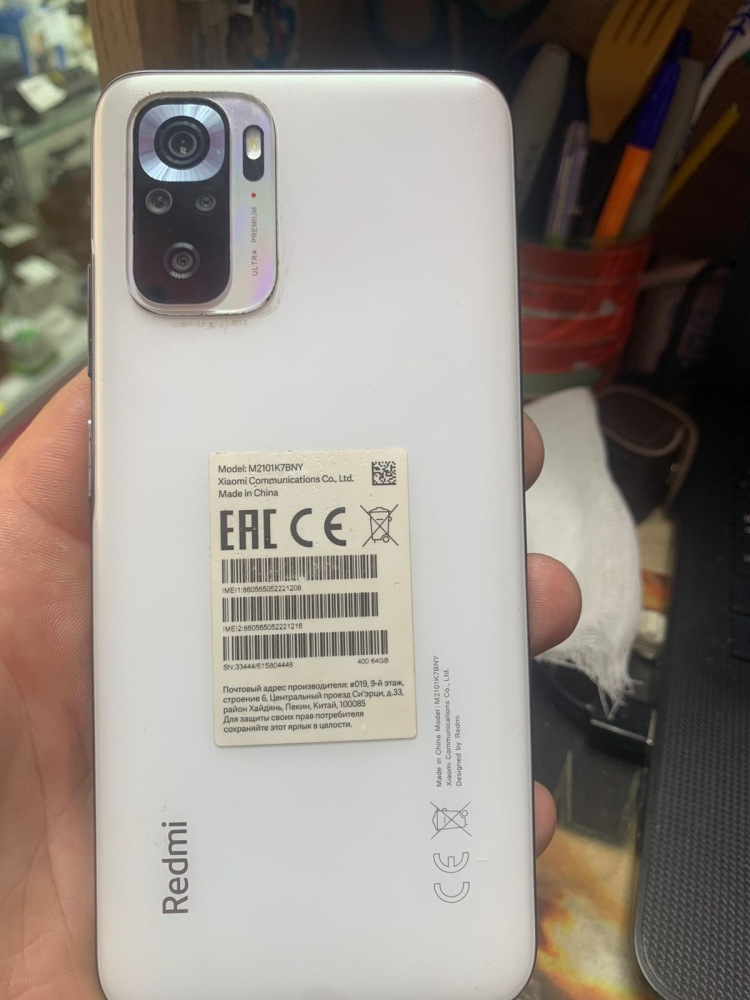 ULTRA PREMIUM
Model: M2101K7BNY
Xiaomi Communications Co., Ltd.
Made in China
EAC CE
IMEI1:860565052221208
IMEI2:860565052221216
SN:33444/61S804448 400 64GB
Почтовый адрес производителя: #019, 9-й этаж,
строение 6, Центральный проезд Си'эрци, д.33,
район Хайдянь, Пекин, Китай, 100085
Для защиты своих прав потребителя
сохраняйте этот ярлык в целости.
Made in China Model: M2101K7BNY
Xiaomi Communications Co., Ltd.
Designed by Redmi
CE
Redmi